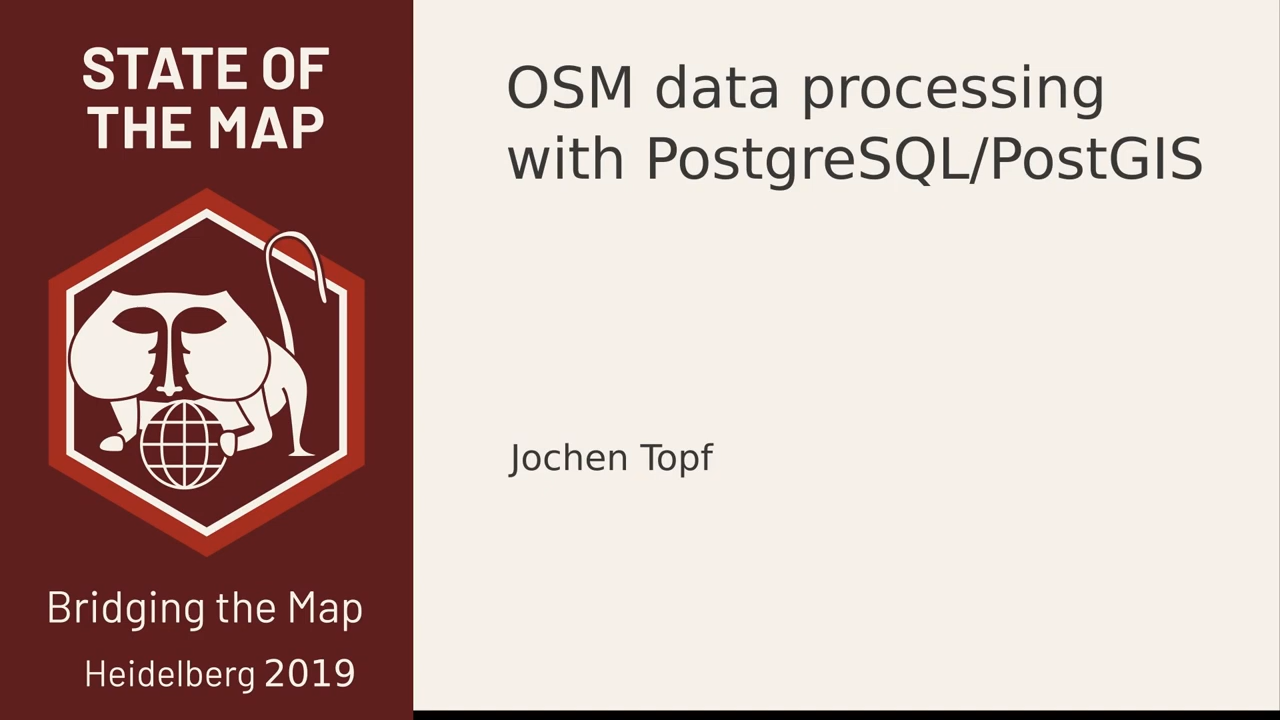 STATE OF
THE MAP
Bridging the Map
Heidelberg 2019
OSM data processing
with PostgreSQL/PostGIS
Jochen Topf